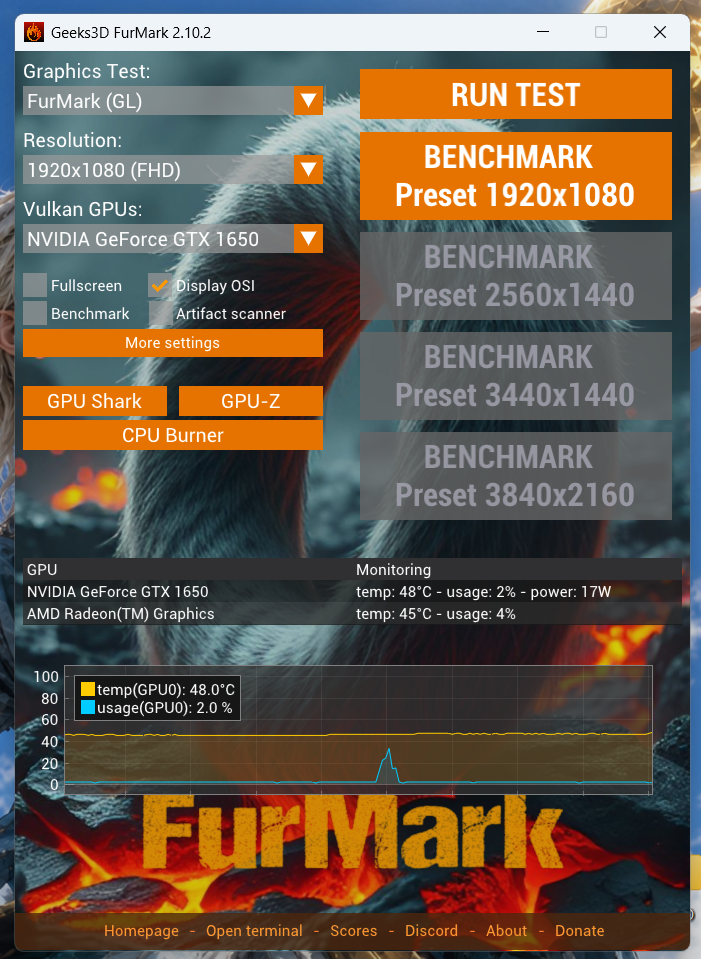 Geeks3D FurMark 2.10.2
Graphics Test:
FurMark (GL)
Resolution:
1920x1080 (FHD)
Vulkan GPUs:
NVIDIA GeForce GTX 1650
Fullscreen
Display OSI
Benchmark
Artifact scanner
More settings
GPU Shark
GPU-Z
CPU Burner
RUN TEST
BENCHMARK
Preset 1920x1080
BENCHMARK
Preset 2560x1440
BENCHMARK
Preset 3440x1440
BENCHMARK
Preset 3840x2160
GPU Monitoring
NVIDIA GeForce GTX 1650 temp: 48°C - usage: 2% - power: 17W
AMD Radeon(TM) Graphics temp: 45°C - usage: 4%
100
80
60
40
20
0
temp(GPU0): 48.0°C
usage(GPU0): 2.0 %
FurMark
Homepage - Open terminal - Scores - Discord - About - Donate